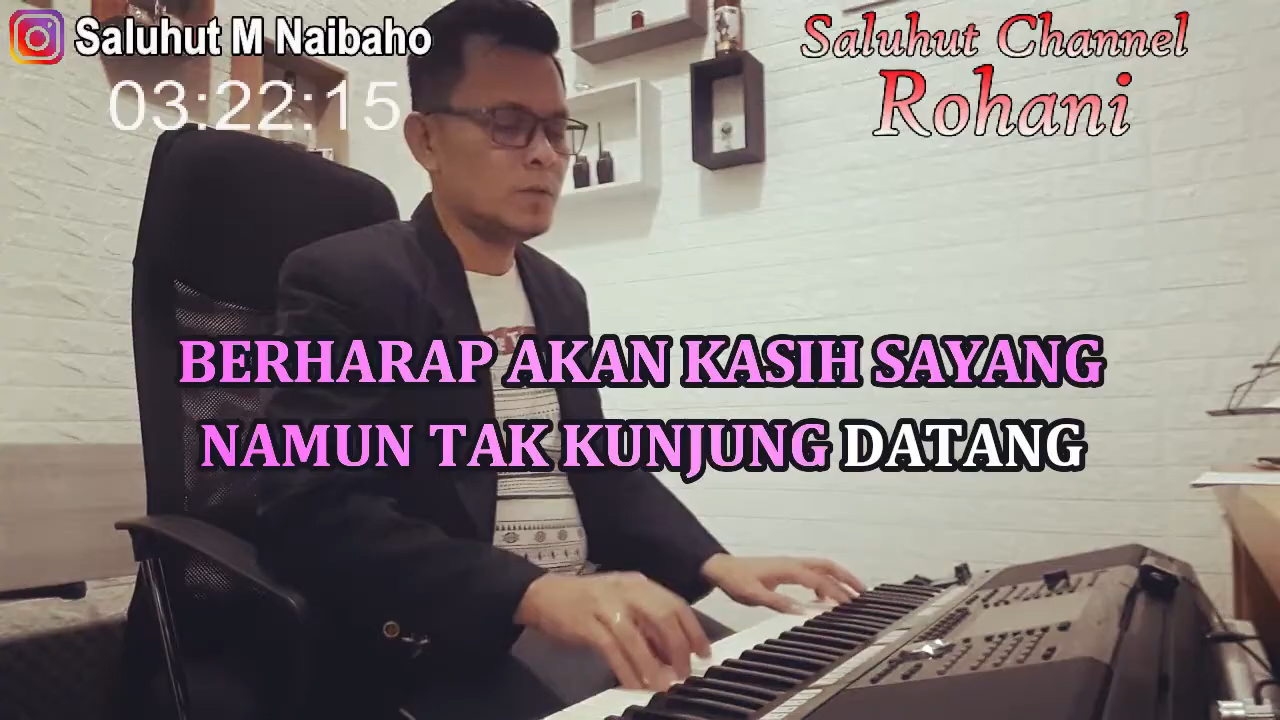 Saluhut M Naibaho
Saluhut Channel
Rohani
03:22:15
BERHARAP AKAN KASIH SAYANG
NAMUN TAK KUNJUNG DATANG